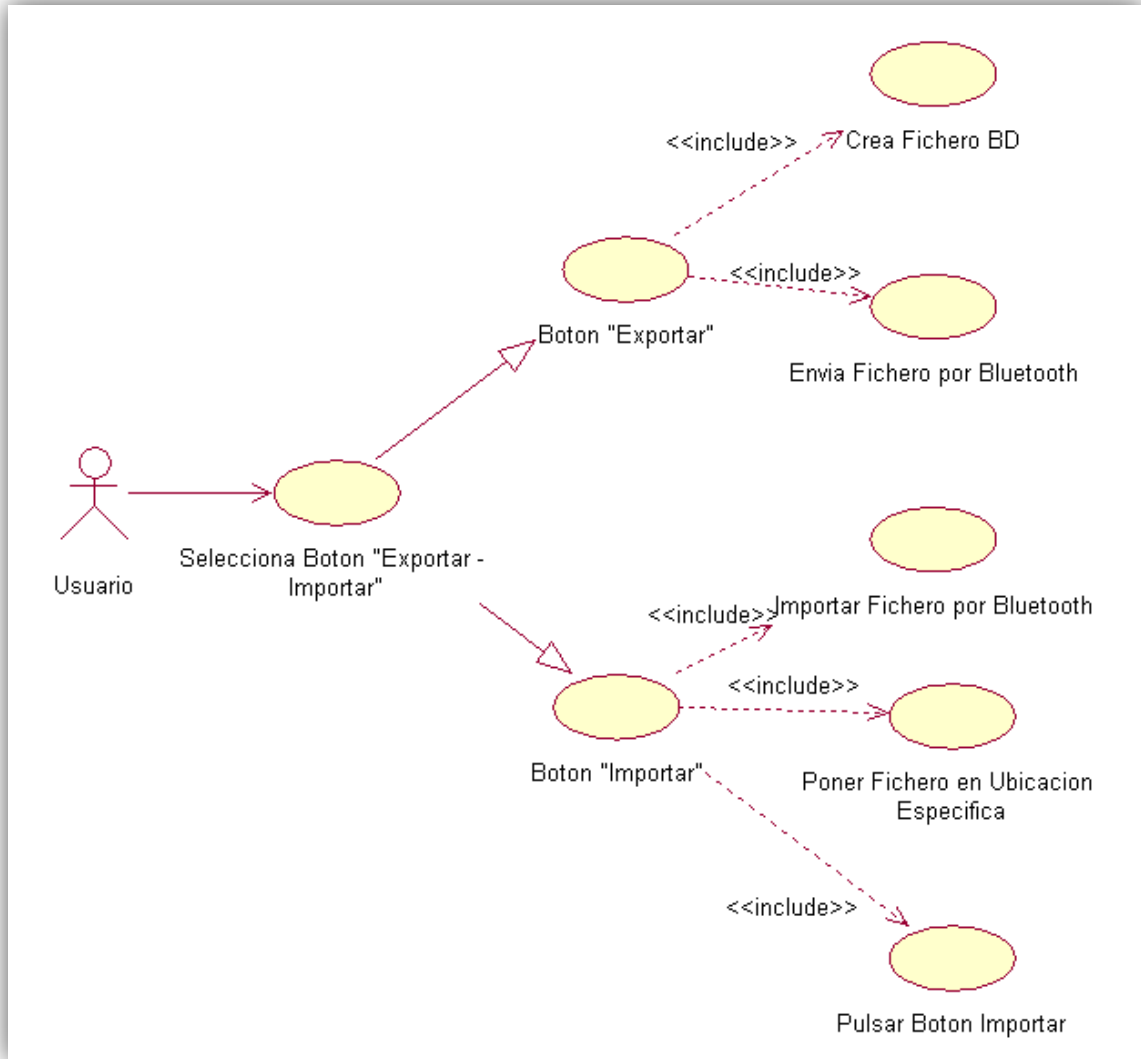 <<include>>
Crea Fichero BD
<<include>>
Boton "Exportar"
Envia Fichero por Bluetooth
Usuario
Selecciona Boton "Exportar -
Importar"
<<include>>
Importar Fichero por Bluetooth
<<include>>
Boton "Importar"
Poner Fichero en Ubicacion
Especifica
<<include>>
Pulsar Boton Importar